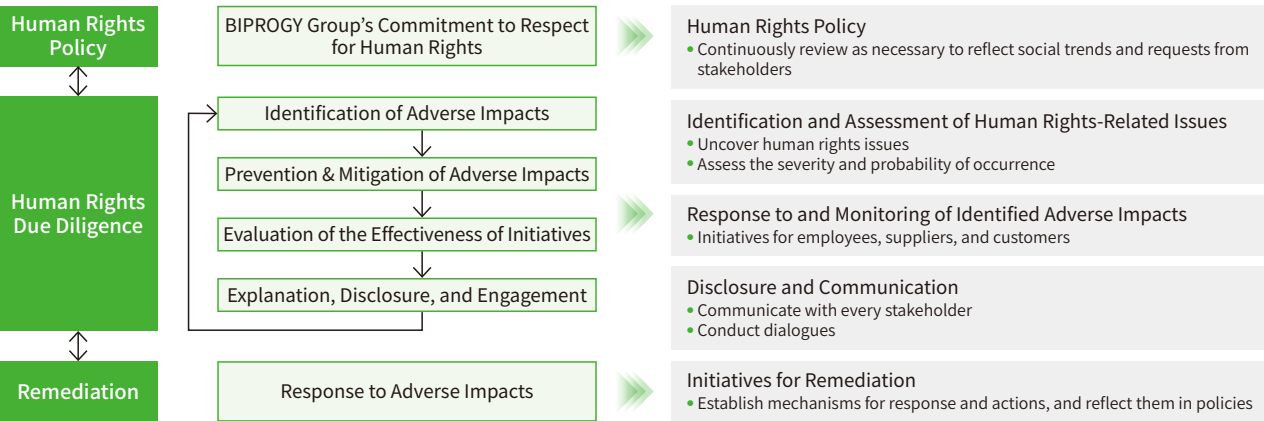 Human Rights
Policy
BIPROGY Group’s Commitment to Respect
for Human Rights
Human Rights Policy
• Continuously review as necessary to reflect social trends and requests from
stakeholders
Human Rights
Due Diligence
Identification of Adverse Impacts
Prevention & Mitigation of Adverse Impacts
Evaluation of the Effectiveness of Initiatives
Explanation, Disclosure, and Engagement
Identification and Assessment of Human Rights-Related Issues
• Uncover human rights issues
• Assess the severity and probability of occurrence
Response to and Monitoring of Identified Adverse Impacts
• Initiatives for employees, suppliers, and customers
Disclosure and Communication
• Communicate with every stakeholder
• Conduct dialogues
Remediation
Response to Adverse Impacts
Initiatives for Remediation
• Establish mechanisms for response and actions, and reflect them in policies